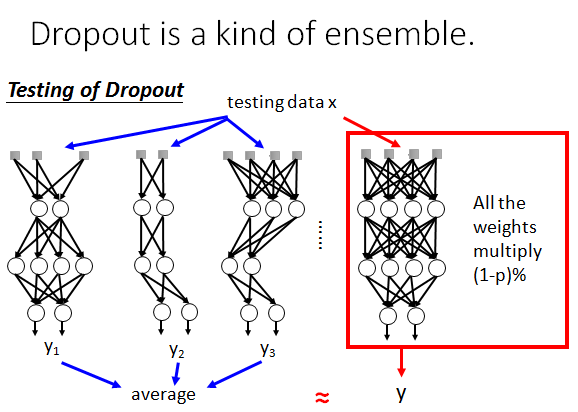 Dropout is a kind of ensemble.
Testing of Dropout
testing data x
All the
weights
multiply
(1-p)%
......
y₁
y₂
y₃
average
≈
y